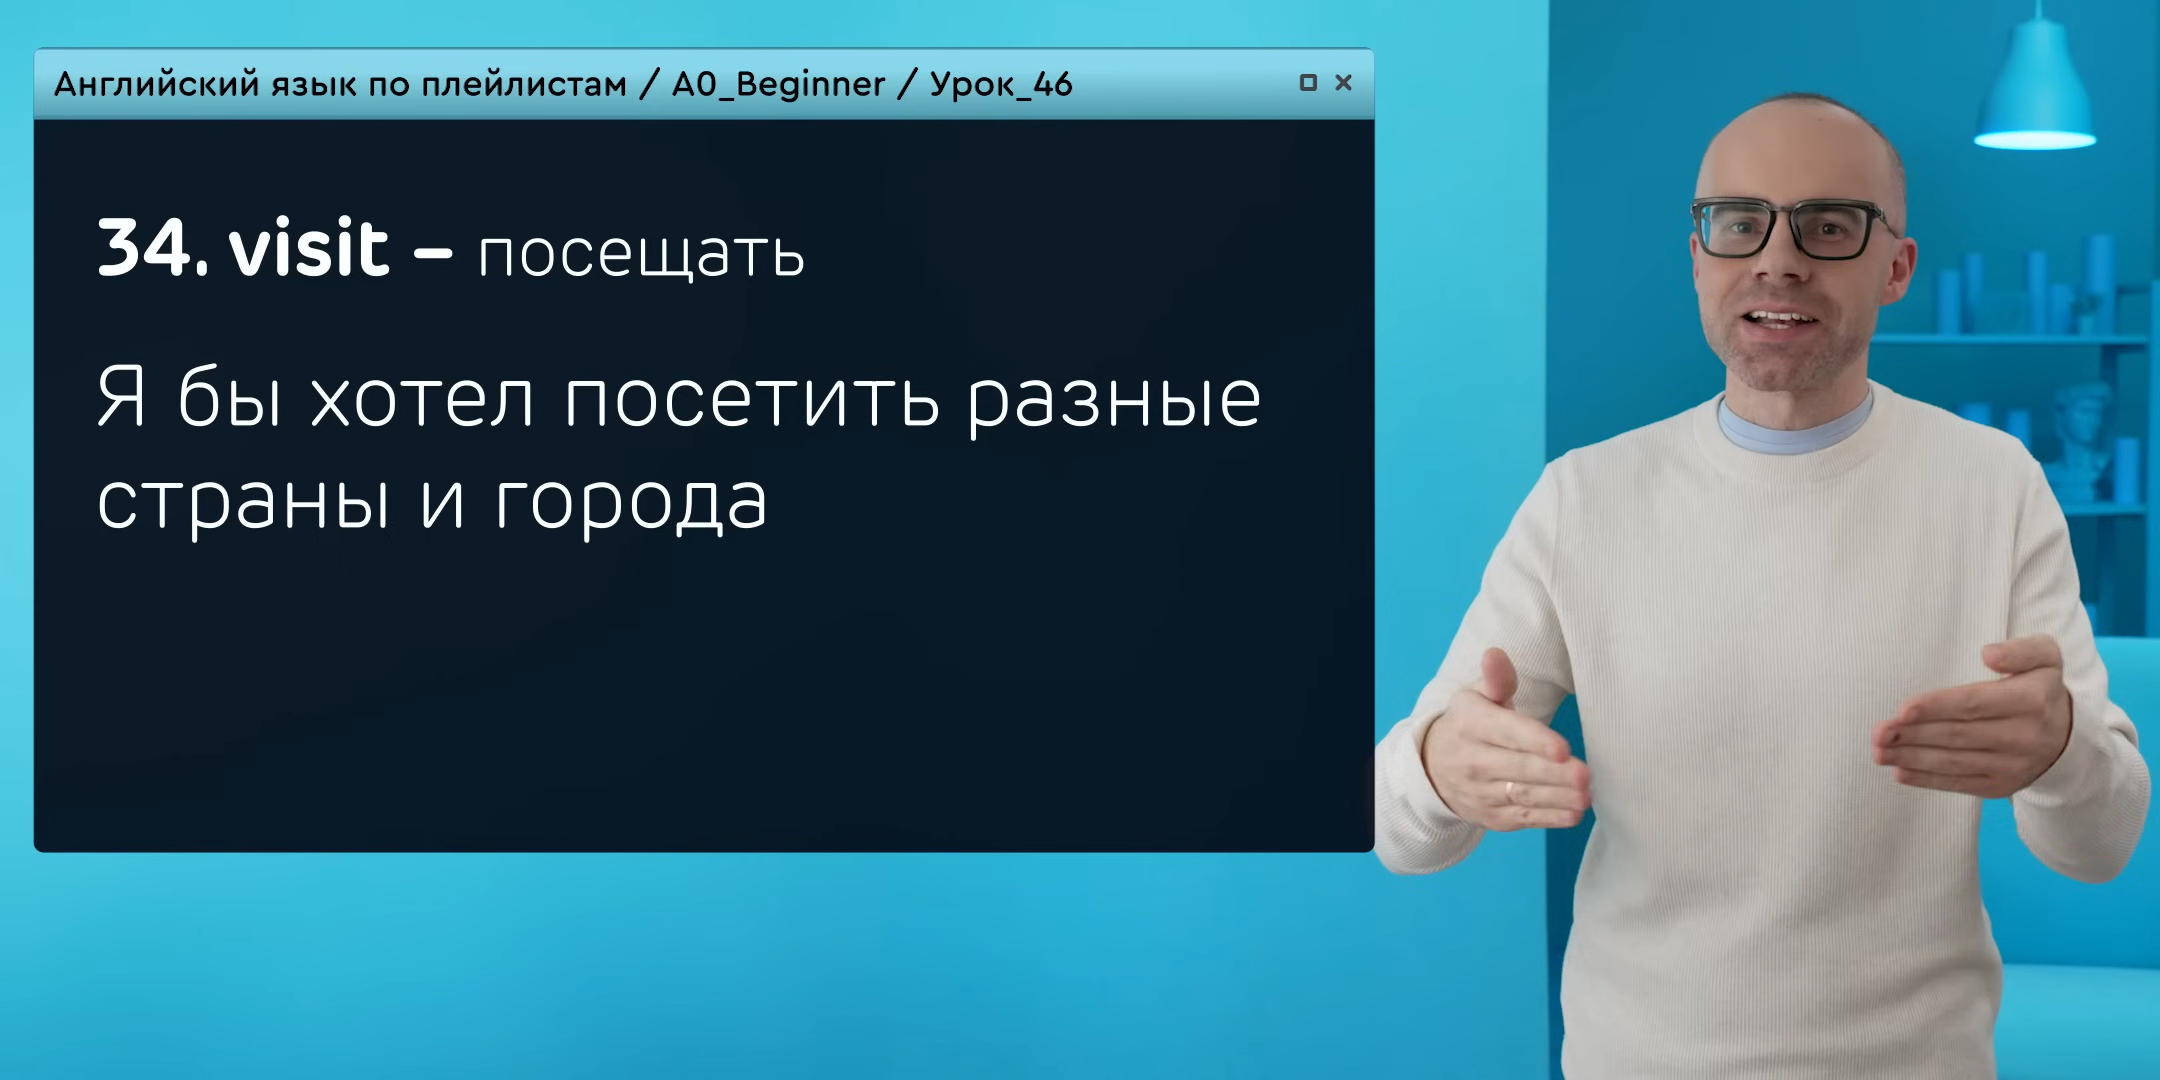 Английский язык по плейлистам / A0_Beginner / Урок_46
34. visit – посещать
Я бы хотел посетить разные
страны и города